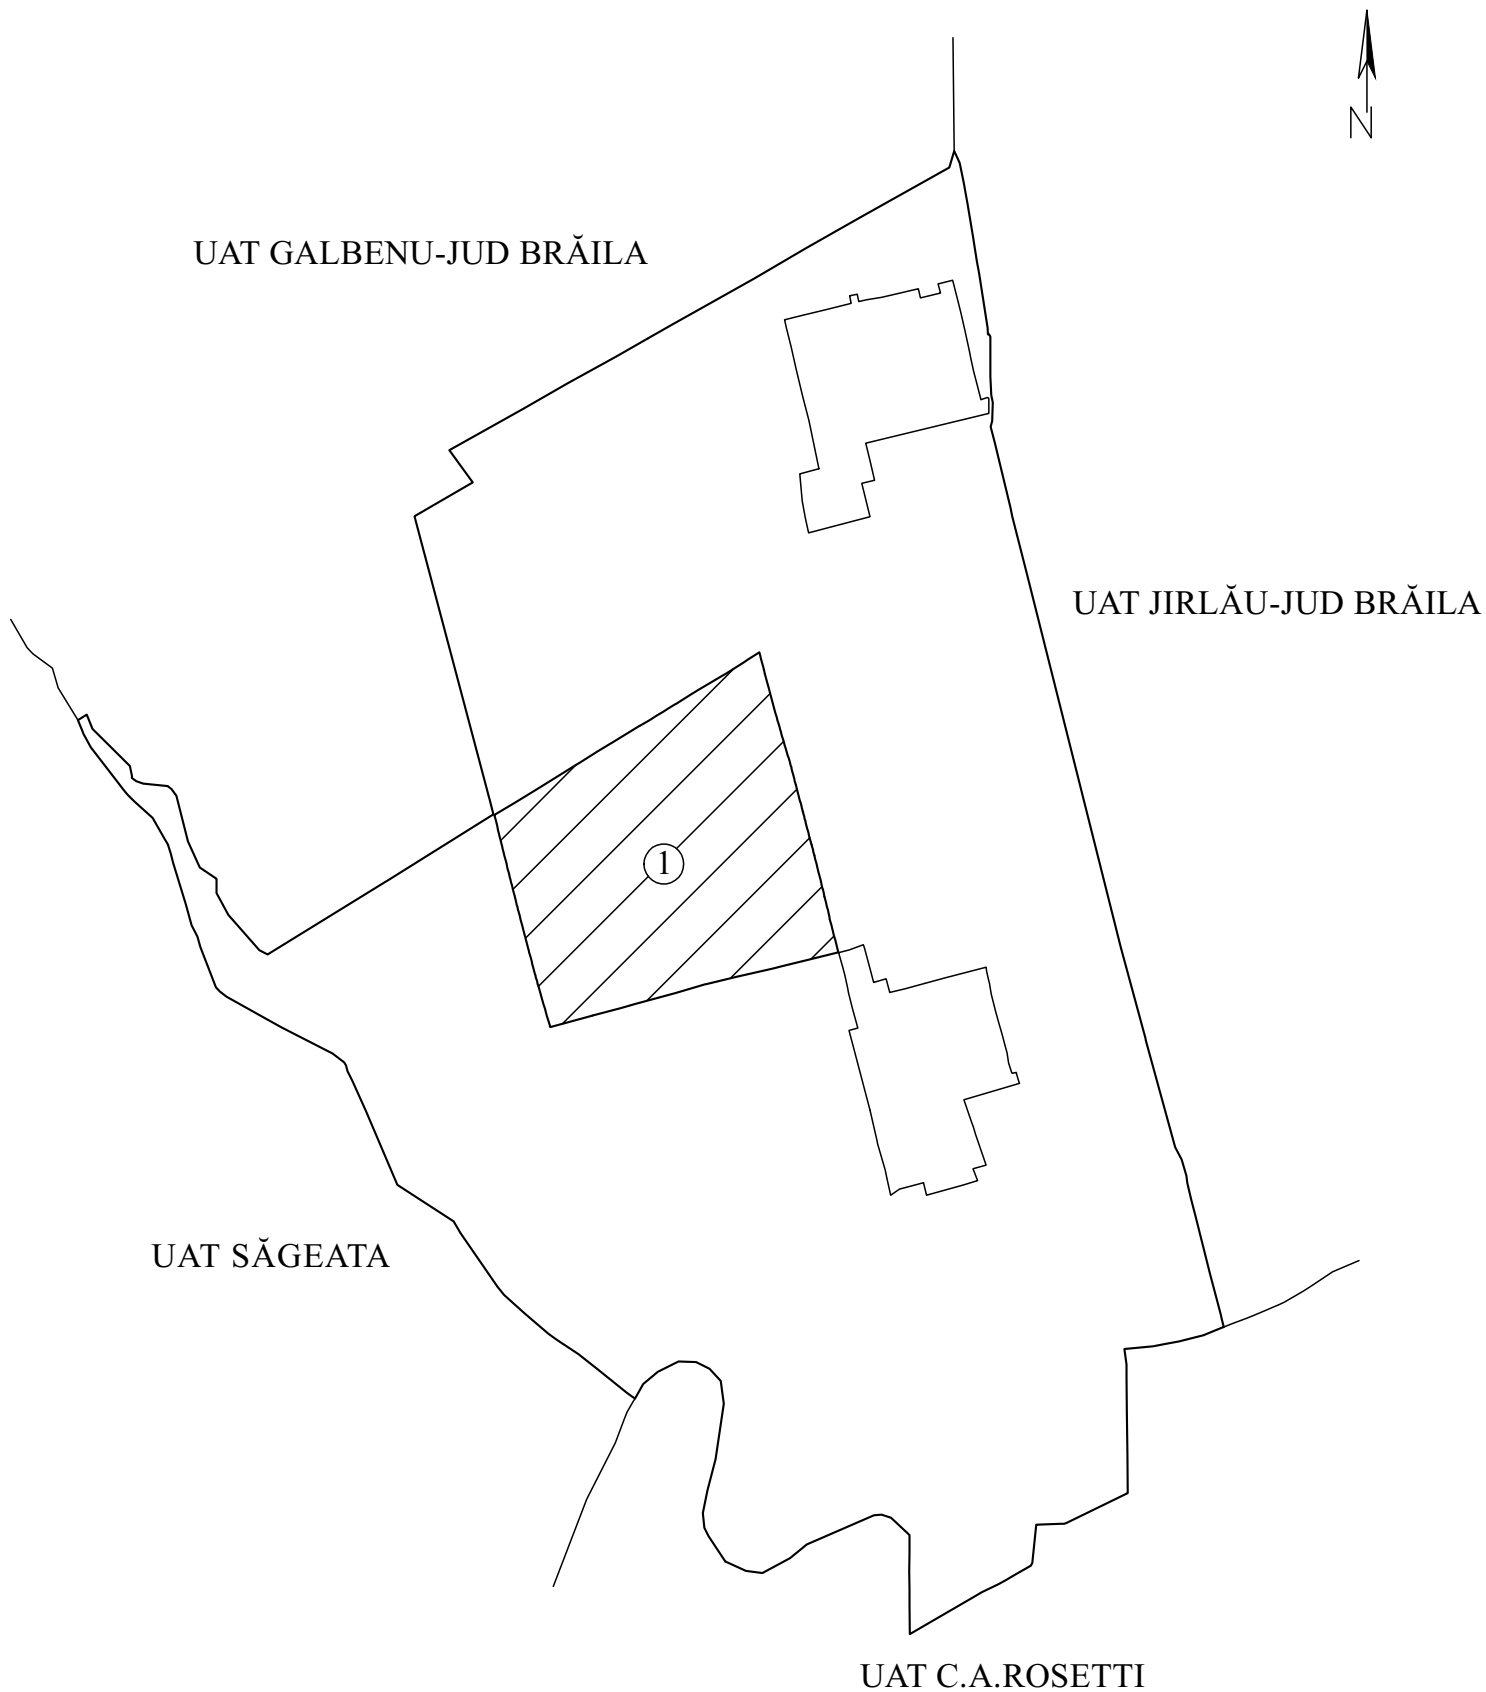 N
UAT GALBENU-JUD BRĂILA
UAT JIRLĂU-JUD BRĂILA
1
UAT SĂGEATA
UAT C.A.ROSETTI